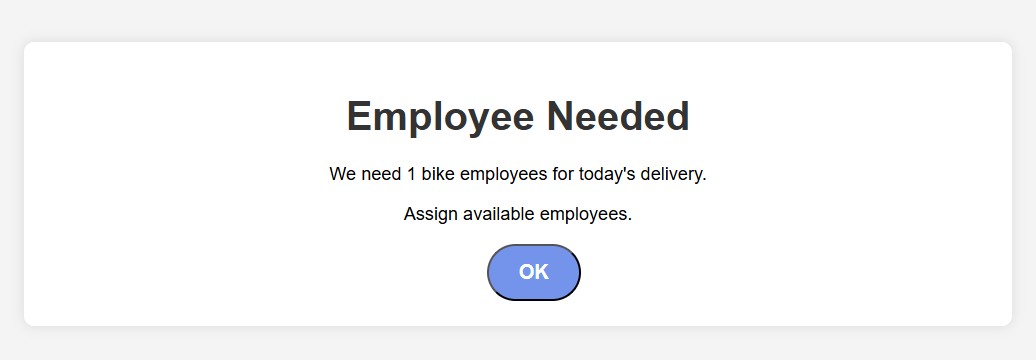 Employee Needed
We need 1 bike employees for today's delivery.
Assign available employees.
OK